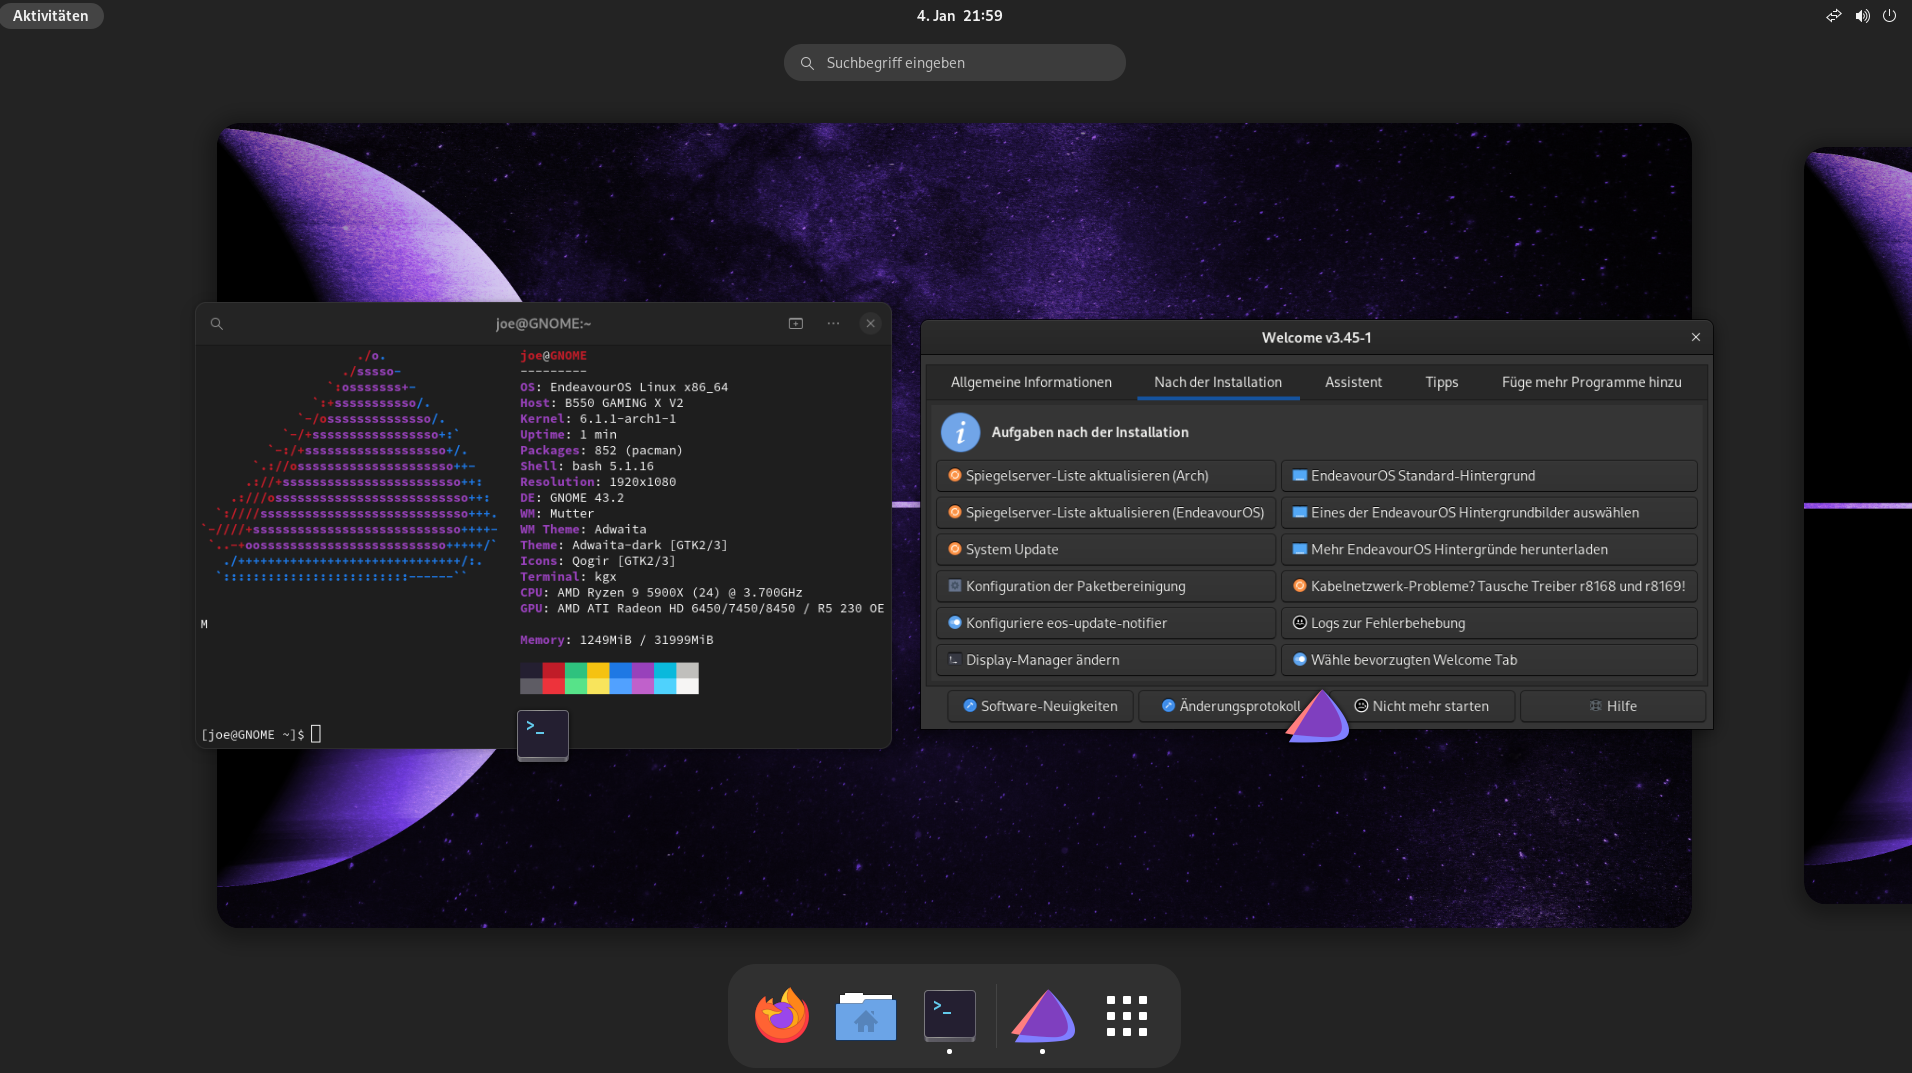 Aktivitäten
4. Jan 21:59
Suchbegriff eingeben
joe@GNOME:~
joe@GNOME
---------
OS: EndeavourOS Linux x86_64
Host: B550 GAMING X V2
Kernel: 6.1.1-arch1-1
Uptime: 1 min
Packages: 852 (pacman)
Shell: bash 5.1.16
Resolution: 1920x1080
DE: GNOME 43.2
WM: Mutter
WM Theme: Adwaita
Theme: Adwaita-dark [GTK2/3]
Icons: Qogir [GTK2/3]
Terminal: kgx
CPU: AMD Ryzen 9 5900X (24) @ 3.700GHz
GPU: AMD ATI Radeon HD 6450/7450/8450 / R5 230 OE
M
Memory: 1249MiB / 31999MiB
[joe@GNOME ~]$
Welcome v3.45-1
Allgemeine Informationen
Nach der Installation
Assistent
Tipps
Füge mehr Programme hinzu
Aufgaben nach der Installation
Spiegelserver-Liste aktualisieren (Arch)
EndeavourOS Standard-Hintergrund
Spiegelserver-Liste aktualisieren (EndeavourOS)
Eines der EndeavourOS Hintergrundbilder auswählen
System Update
Mehr EndeavourOS Hintergründe herunterladen
Konfiguration der Paketbereinigung
Kabelnetzwerk-Probleme? Tausche Treiber r8168 und r8169!
Konfiguriere eos-update-notifier
Logs zur Fehlerbehebung
Display-Manager ändern
Wähle bevorzugten Welcome Tab
Software-Neuigkeiten
Änderungsprotokoll
Nicht mehr starten
Hilfe